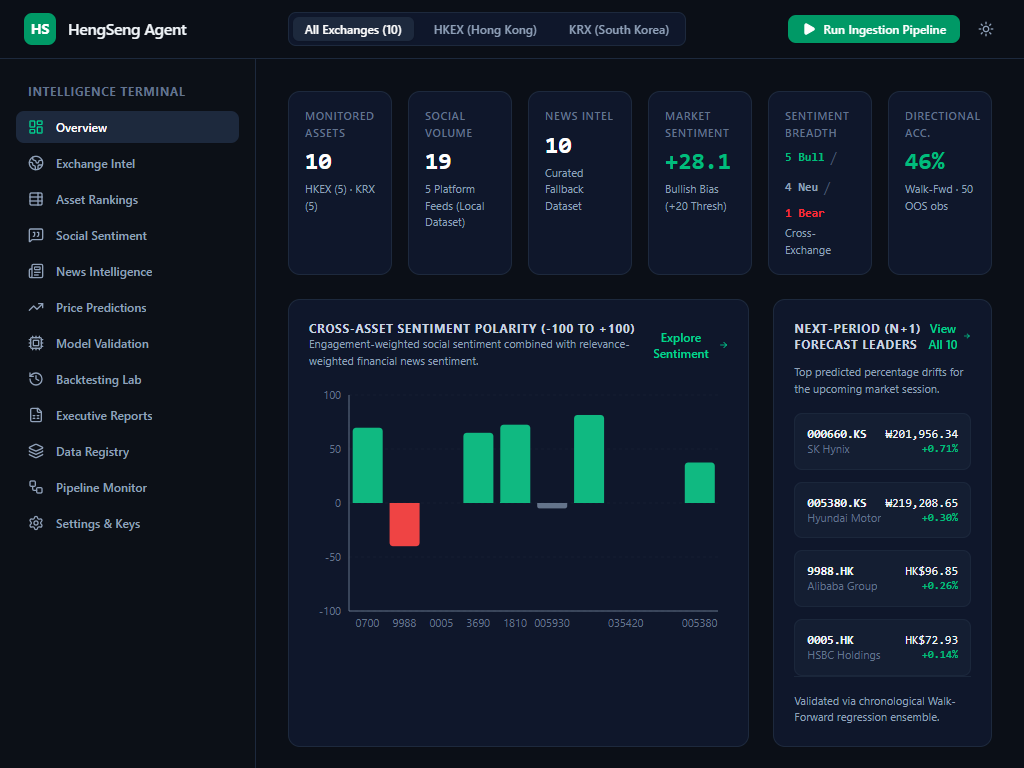 HS
HengSeng Agent
All Exchanges (10)
HKEX (Hong Kong)
KRX (South Korea)
Run Ingestion Pipeline
INTELLIGENCE TERMINAL
Overview
Exchange Intel
Asset Rankings
Social Sentiment
News Intelligence
Price Predictions
Model Validation
Backtesting Lab
Executive Reports
Data Registry
Pipeline Monitor
Settings & Keys
MONITORED
ASSETS
10
HKEX (5) · KRX
(5)
SOCIAL
VOLUME
19
5 Platform
Feeds (Local
Dataset)
NEWS INTEL
10
Curated
Fallback
Dataset
MARKET
SENTIMENT
+28.1
Bullish Bias
(+20 Thresh)
SENTIMENT
BREADTH
5 Bull /
4 Neu /
1 Bear
Cross-
Exchange
DIRECTIONAL
ACC.
46%
Walk-Fwd · 50
OOS obs
CROSS-ASSET SENTIMENT POLARITY (-100 TO +100)
Engagement-weighted social sentiment combined with relevance-
weighted financial news sentiment.
Explore
Sentiment →
100
50
0
-50
-100
0700 9988 0005 3690 1810 005930 035420 005380
NEXT-PERIOD (N+1)
FORECAST LEADERS
View
All 10 →
Top predicted percentage drifts for
the upcoming market session.
000660.KS ₩201,956.34
SK Hynix +0.71%
005380.KS ₩219,208.65
Hyundai Motor +0.30%
9988.HK HK$96.85
Alibaba Group +0.26%
0005.HK HK$72.93
HSBC Holdings +0.14%
Validated via chronological Walk-
Forward regression ensemble.